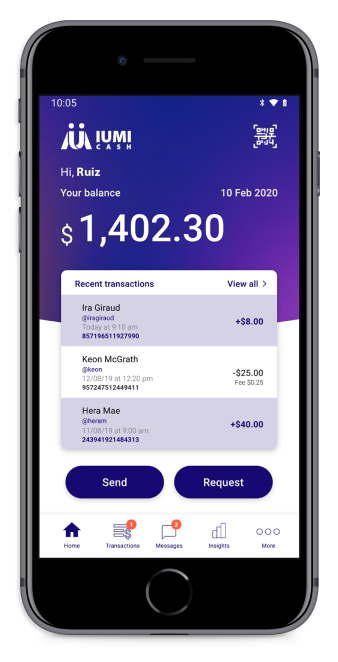 10:05
IUMI
CASH
Hi, Ruiz
Your balance 10 Feb 2020
$ 1,402.30
Recent transactions View all >
Ira Giraud
@iragiraud
Today at 9:10 am
857196511927990
+$8.00
Keon McGrath
@keon
12/08/19 at 12:20 pm
957247512449411
-$25.00
Fee $0.25
Hera Mae
@heram
11/08/19 at 9:00 am
243941921484313
+$40.00
Send Request
1 2
Home Transactions Messages Insights More